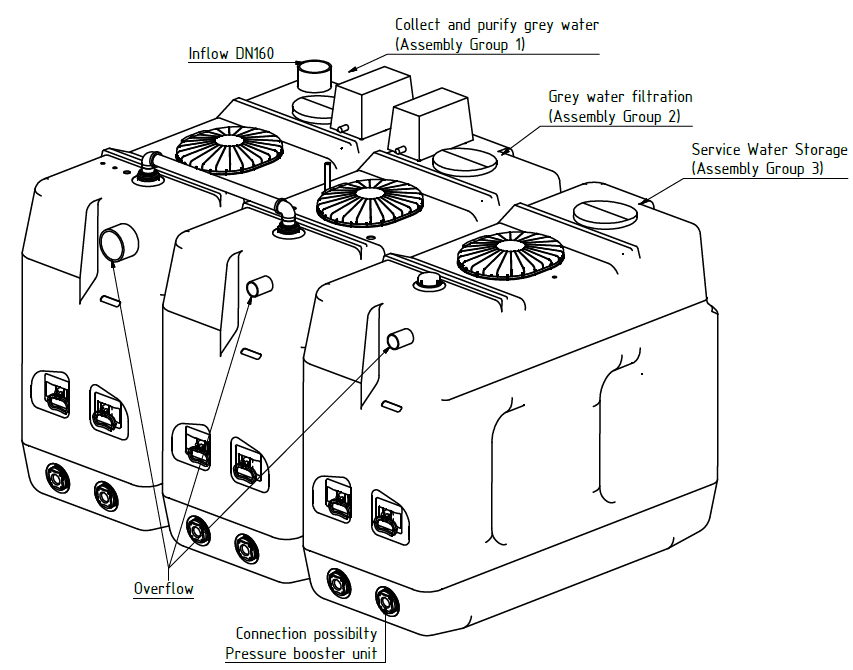 Collect and purify grey water
(Assembly Group 1)
Inflow DN160
Grey water filtration
(Assembly Group 2)
Service Water Storage
(Assembly Group 3)
Overflow
Connection possibilty
Pressure booster unit